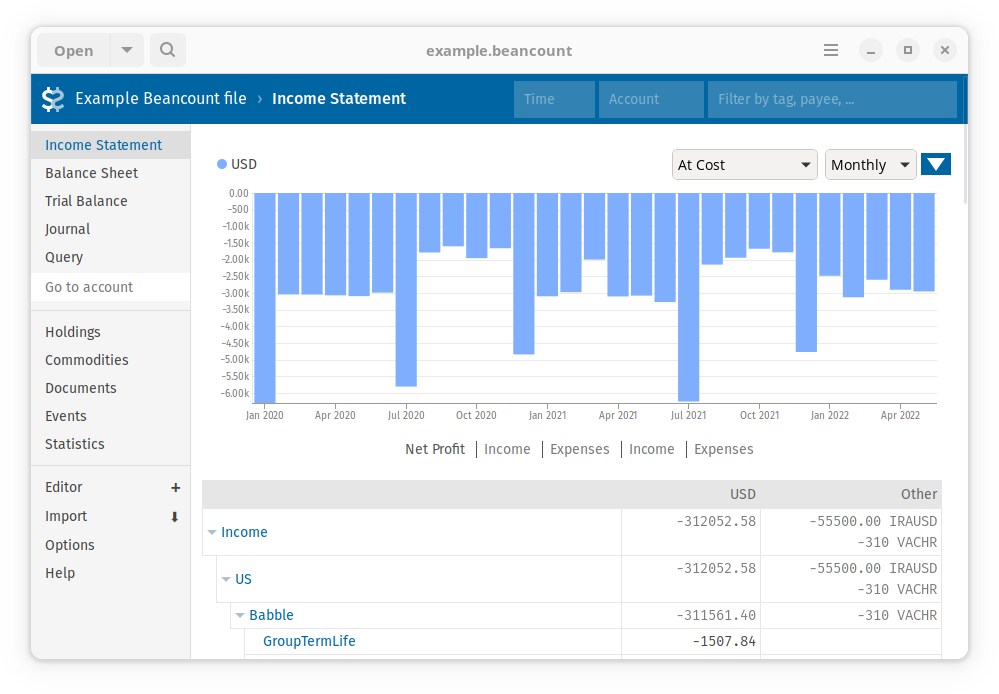 Open
example.beancount
Example Beancount file › Income Statement
Time
Account
Filter by tag, payee, ...
Income Statement
Balance Sheet
Trial Balance
Journal
Query
Go to account
Holdings
Commodities
Documents
Events
Statistics
Editor +
Import
Options
Help
USD
At Cost
Monthly
0.00
-500
-1.00k
-1.50k
-2.00k
-2.50k
-3.00k
-3.50k
-4.00k
-4.50k
-5.00k
-5.50k
-6.00k
Jan 2020 Apr 2020 Jul 2020 Oct 2020 Jan 2021 Apr 2021 Jul 2021 Oct 2021 Jan 2022 Apr 2022
Net Profit Income Expenses Income Expenses
USD Other
Income -312052.58 -55500.00 IRAUSD
-310 VACHR
US -312052.58 -55500.00 IRAUSD
-310 VACHR
Babble -311561.40 -310 VACHR
GroupTermLife -1507.84